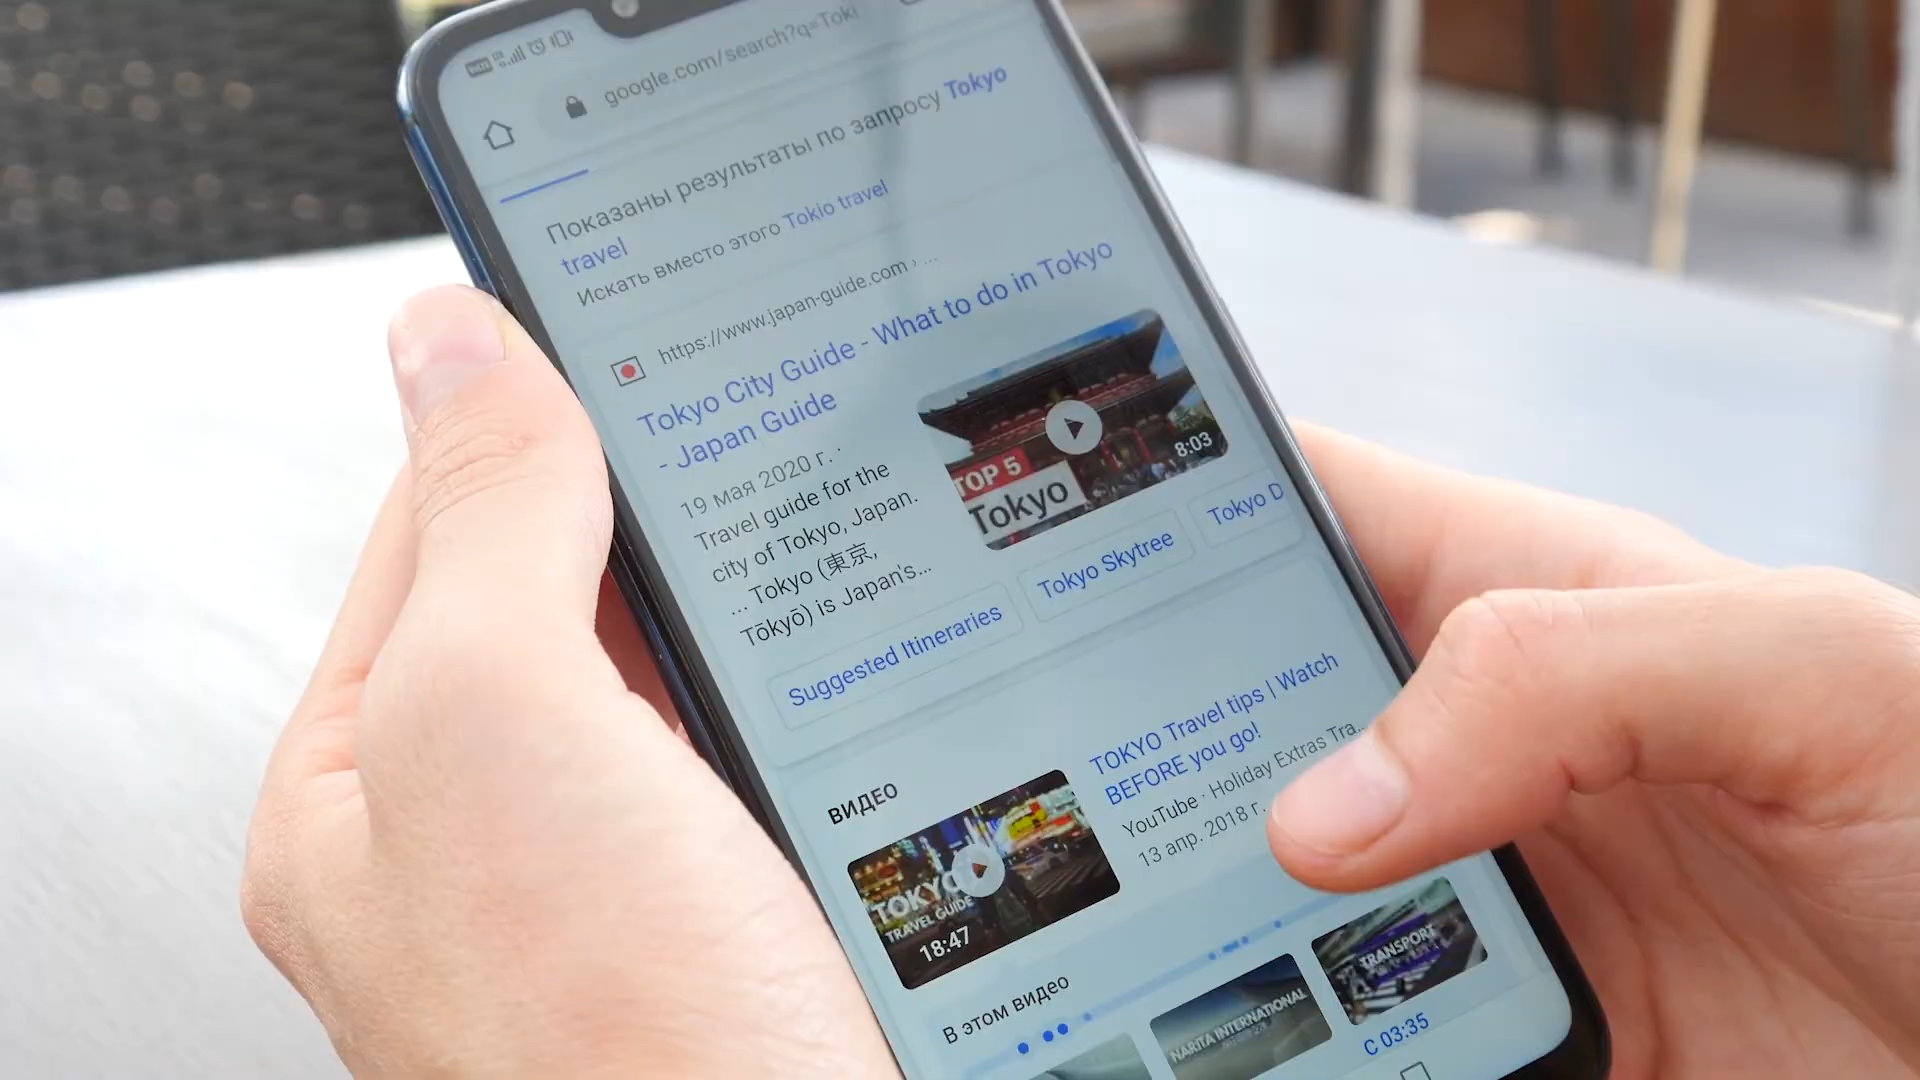 google.com/search?q=Toki
Показаны результаты по запросу Tokyo
travel
Искать вместо этого Tokio travel
https://www.japan-guide.com › ...
Tokyo City Guide - What to do in Tokyo
- Japan Guide
19 мая 2020 г. ·
Travel guide for the
city of Tokyo, Japan.
... Tokyo (東京,
Tōkyō) is Japan's...
TOP 5
Tokyo
8:03
Suggested Itineraries
Tokyo Skytree
Tokyo D
ВИДЕО
TOKYO
TRAVEL GUIDE
18:47
TOKYO Travel tips | Watch
BEFORE you go!
YouTube · Holiday Extras Tra...
13 апр. 2018 г.
В этом видео
NARITA INTERNATIONAL
TRANSPORT
С 03:35